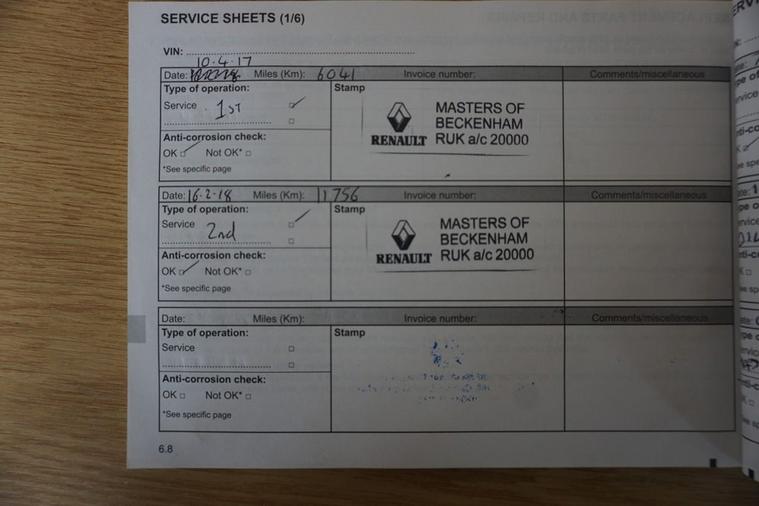 SERVICE SHEETS (1/6)
VIN:
10.4.17
Date: Miles (Km): 6041 Invoice number: Comments/miscellaneous
Type of operation: Stamp
Service 1ST
MASTERS OF
BECKENHAM
RENAULT RUK a/c 20000
Anti-corrosion check:
OK Not OK*
*See specific page
Date: 16.2.18 Miles (Km): 11756 Invoice number: Comments/miscellaneous
Type of operation: Stamp
Service 2nd
MASTERS OF
BECKENHAM
RENAULT RUK a/c 20000
Anti-corrosion check:
OK Not OK*
*See specific page
Date: Miles (Km): Invoice number: Comments/miscellaneous
Type of operation: Stamp
Service
Anti-corrosion check:
OK Not OK*
*See specific page
6.8